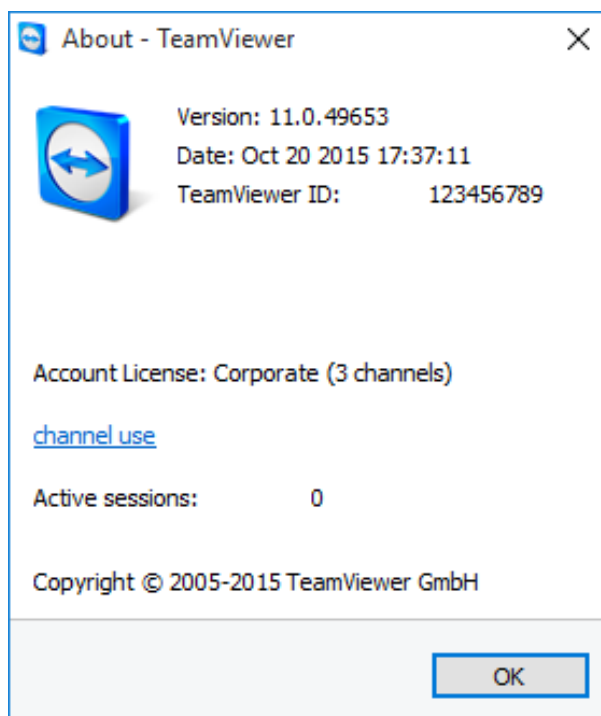 About - TeamViewer
Version: 11.0.49653
Date: Oct 20 2015 17:37:11
TeamViewer ID: 123456789
Account License: Corporate (3 channels)
channel use
Active sessions: 0
Copyright © 2005-2015 TeamViewer GmbH
OK